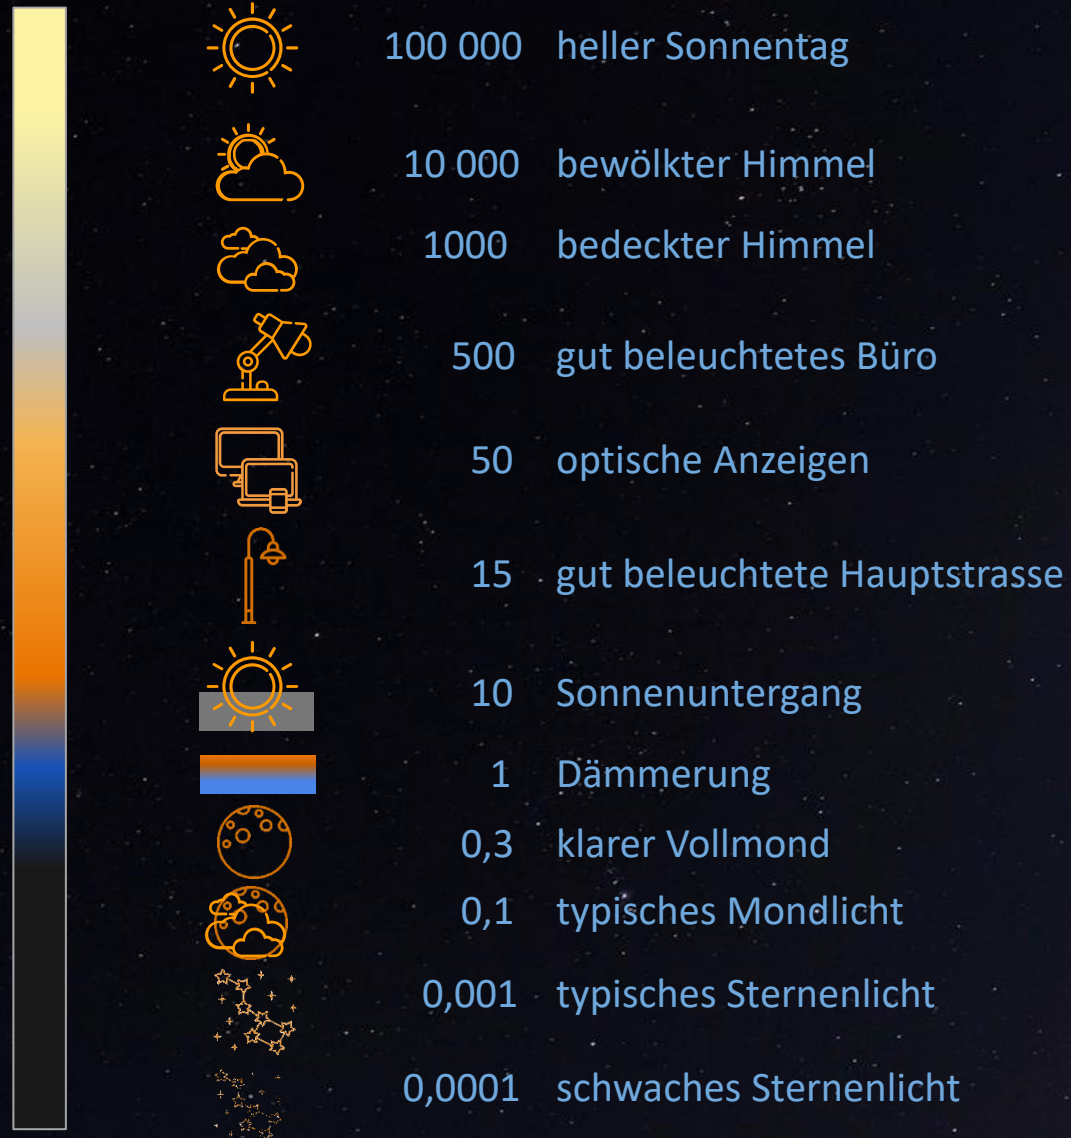 100 000 heller Sonnentag
10 000 bewölkter Himmel
1000 bedeckter Himmel
500 gut beleuchtetes Büro
50 optische Anzeigen
15 gut beleuchtete Hauptstrasse
10 Sonnenuntergang
1 Dämmerung
0,3 klarer Vollmond
0,1 typisches Mondlicht
0,001 typisches Sternenlicht
0,0001 schwaches Sternenlicht